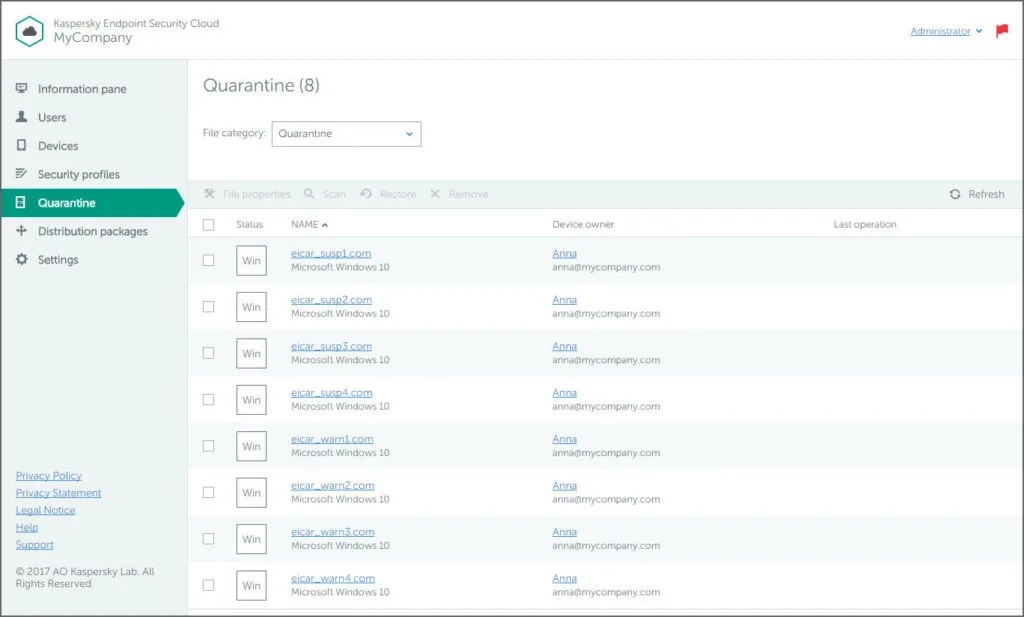 Kaspersky Endpoint Security Cloud
MyCompany
Administrator
Information pane
Users
Devices
Security profiles
Quarantine
Distribution packages
Settings
Privacy Policy
Privacy Statement
Legal Notice
Help
Support
© 2017 AO Kaspersky Lab. All
Rights Reserved.
Quarantine (8)
File category: Quarantine
File properties Scan Restore Remove Refresh
Status NAME Device owner Last operation
Win eicar_susp1.com Anna
Microsoft Windows 10 anna@mycompany.com
Win eicar_susp2.com Anna
Microsoft Windows 10 anna@mycompany.com
Win eicar_susp3.com Anna
Microsoft Windows 10 anna@mycompany.com
Win eicar_susp4.com Anna
Microsoft Windows 10 anna@mycompany.com
Win eicar_warn1.com Anna
Microsoft Windows 10 anna@mycompany.com
Win eicar_warn2.com Anna
Microsoft Windows 10 anna@mycompany.com
Win eicar_warn3.com Anna
Microsoft Windows 10 anna@mycompany.com
Win eicar_warn4.com Anna
Microsoft Windows 10 anna@mycompany.com